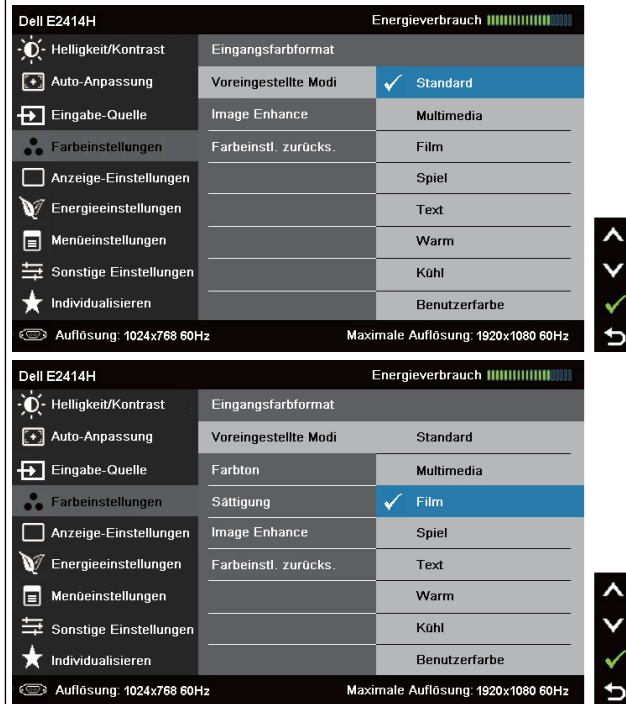 Dell E2414H Energieverbrauch
Helligkeit/Kontrast Eingangsfarbformat
Auto-Anpassung Voreingestellte Modi Standard
Eingabe-Quelle Image Enhance Multimedia
Farbeinstellungen Farbeinstl. zurücks. Film
Anzeige-Einstellungen Spiel
Energieeinstellungen Text
Menüeinstellungen Warm
Sonstige Einstellungen Kühl
Individualisieren Benutzerfarbe
Auflösung: 1024x768 60Hz Maximale Auflösung: 1920x1080 60Hz
Dell E2414H Energieverbrauch
Helligkeit/Kontrast : Eingangsfarbformat
Auto-Anpassung Voreingestellte Modi Standard
Eingabe-Quelle Farbton Multimedia
Farbeinstellungen Sättigung Film
Anzeige-Einstellungen Image Enhance Spiel
Energieeinstellungen Farbeinstl. zurücks. Text
Menüeinstellungen Warm
Sonstige Einstellungen Kühl
Individualisieren Benutzerfarbe
Auflösung: 1024x768 60Hz Maximale Auflösung: 1920x1080 60Hz